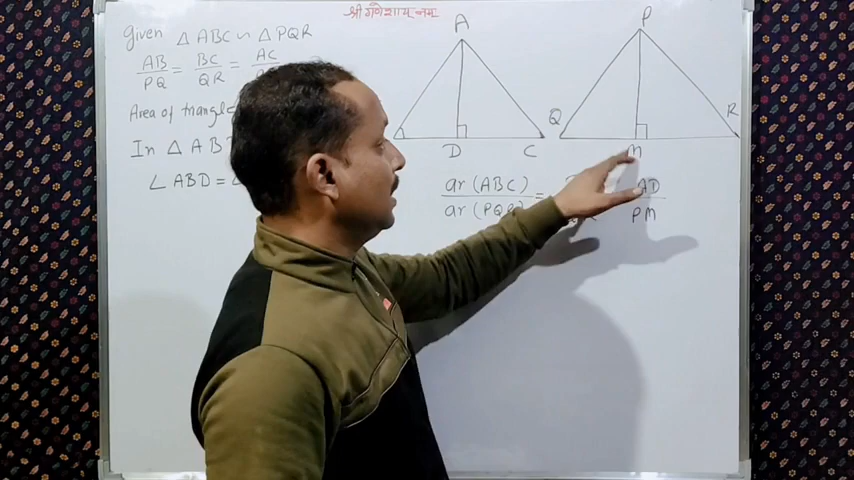 श्री गणेशाय नमः
given △ABC ∼ △PQR
AB/PQ = BC/QR = AC/
Area of triangle
In △AB
∠ABD = ∠
A
D
C
P
Q
R
M
ar(ABC)/ar(PQR) =
AD/PM